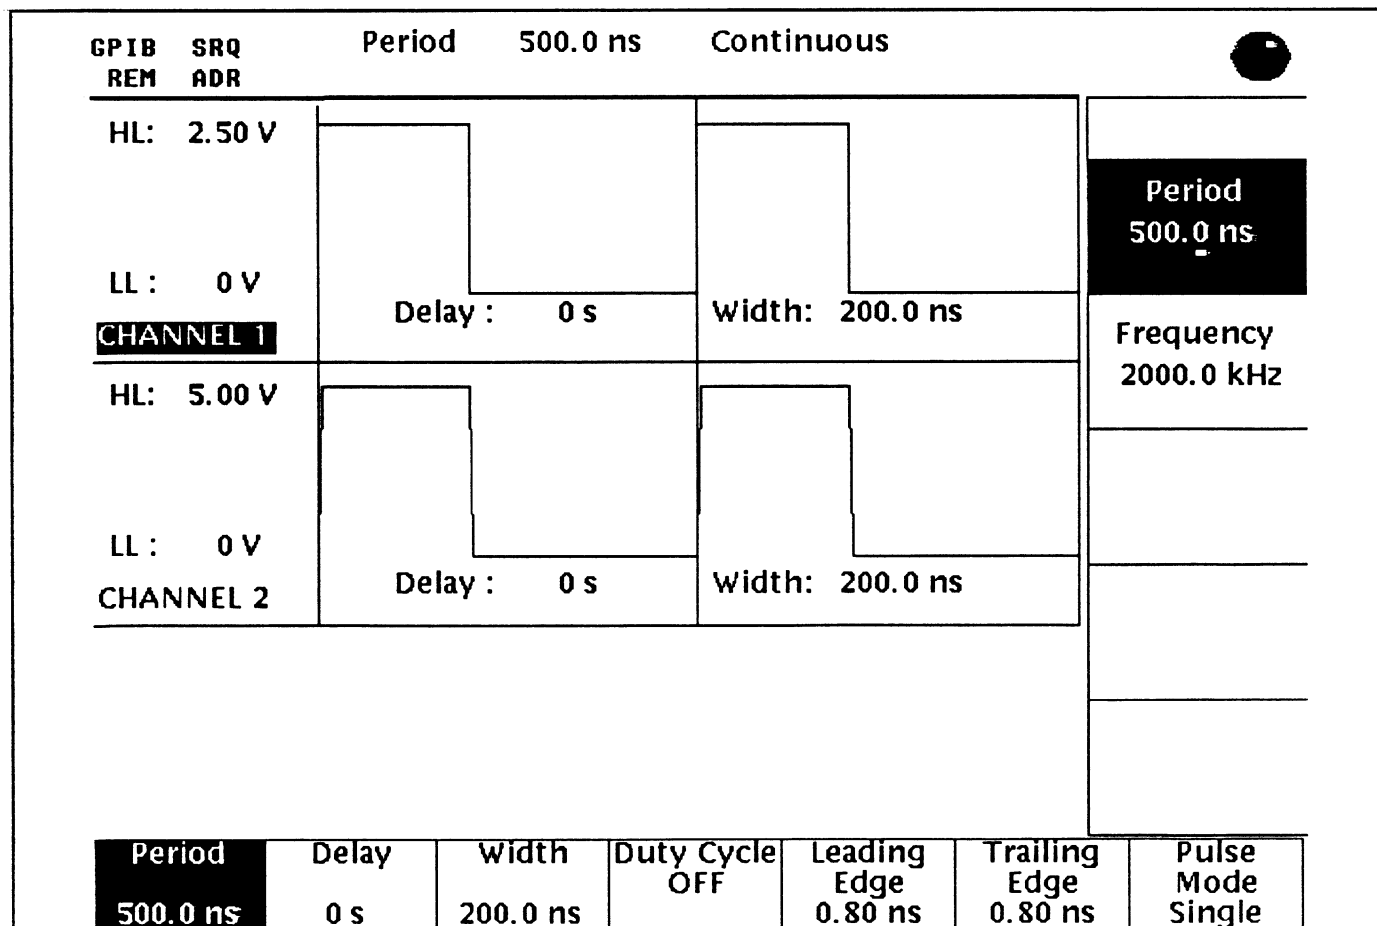 GPIB SRQ Period 500.0 ns Continuous
REM ADR
HL: 2.50 V
LL : 0 V
Delay : 0 s Width: 200.0 ns
CHANNEL 1
HL: 5.00 V
LL : 0 V
Delay : 0 s Width: 200.0 ns
CHANNEL 2
Period
500.0 ns
Frequency
2000.0 kHz
Period
500.0 ns
Delay
0 s
Width
200.0 ns
Duty Cycle
OFF
Leading
Edge
0.80 ns
Trailing
Edge
0.80 ns
Pulse
Mode
Single